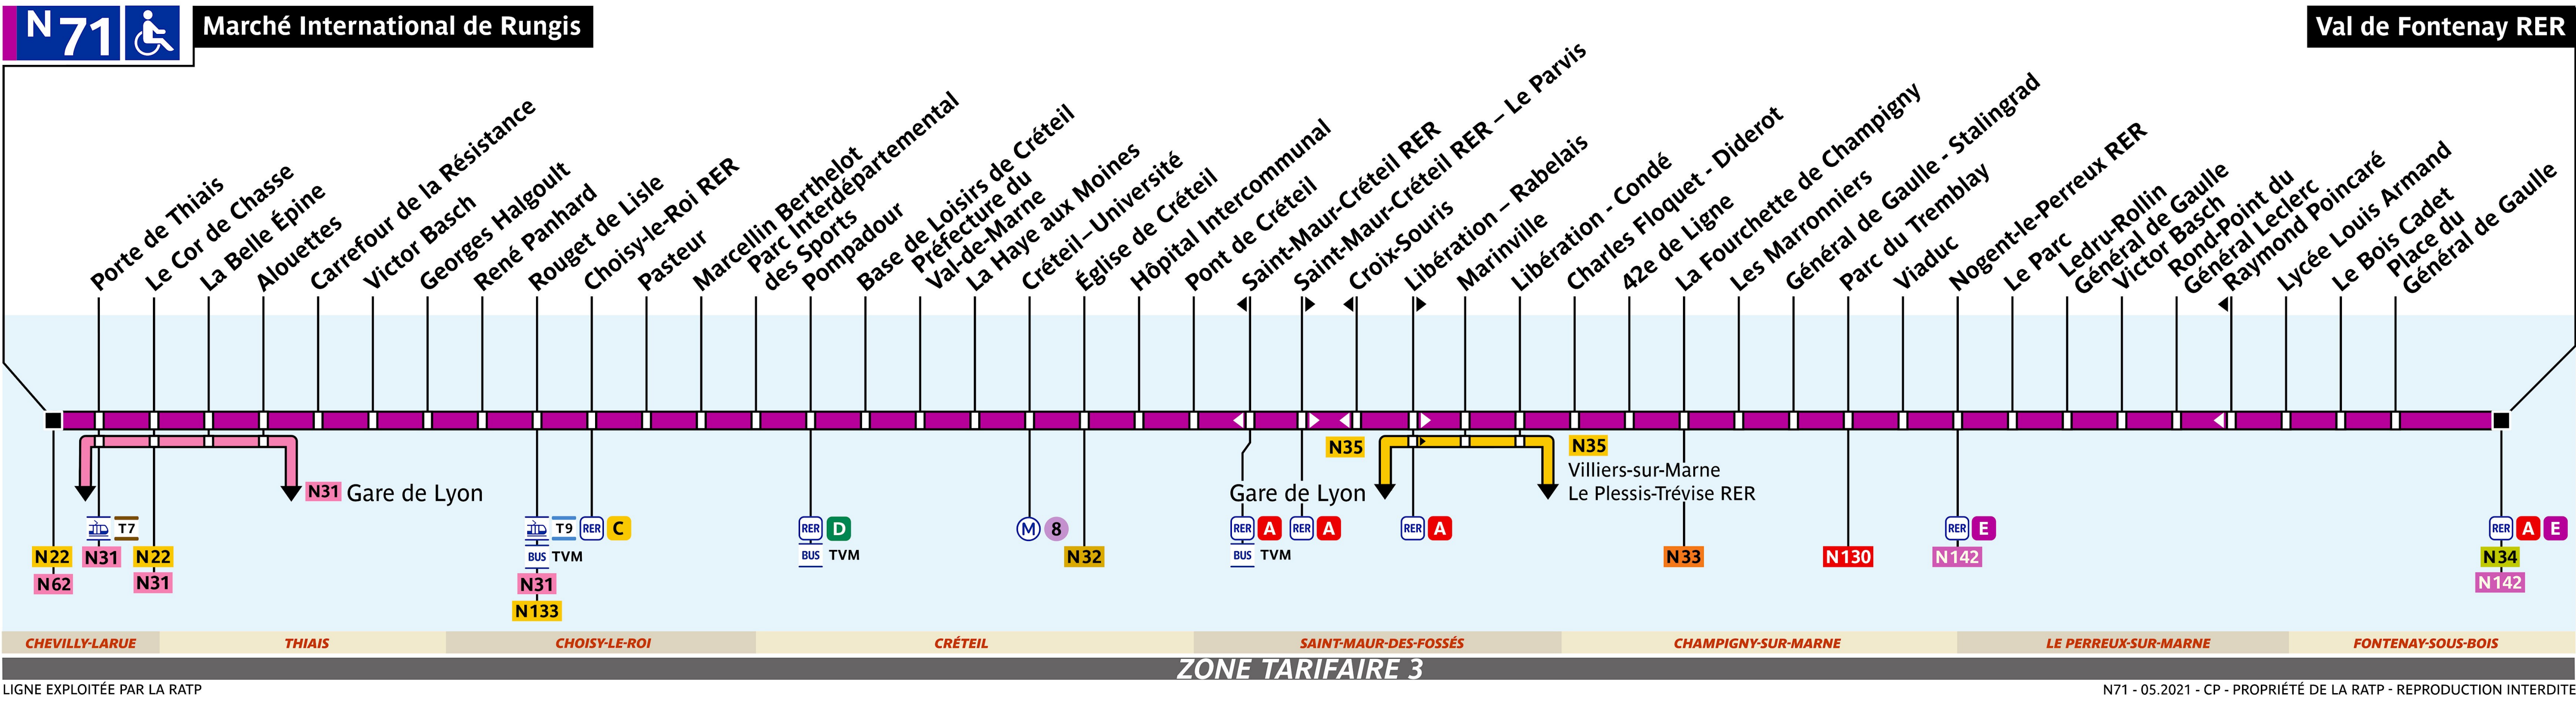 N71
Marché International de Rungis
Val de Fontenay RER
Porte de Thiais
Le Cor de Chasse
La Belle Épine
Alouettes
Carrefour de la Résistance
Victor Basch
Georges Halgoult
René Panhard
Rouget de Lisle
Choisy-le-Roi RER
Pasteur
Marcellin Berthelot
Parc Interdépartemental
des Sports
Pompadour
Base de Loisirs de Créteil
Préfecture du
Val-de-Marne
La Haye aux Moines
Créteil –Université
Église de Créteil
Hôpital Intercommunal
Pont de Créteil
Saint-Maur-Créteil RER
Saint-Maur-Créteil RER – Le Parvis
Croix-Souris
Libération – Rabelais
Marinville
Libération - Condé
Charles Floquet - Diderot
42e de Ligne
La Fourchette de Champigny
Les Marronniers
Général de Gaulle - Stalingrad
Parc du Tremblay
Viaduc
Nogent-le-Perreux RER
Le Parc
Ledru-Rollin
Général de Gaulle
Victor Basch
Rond-Point du
Général Leclerc
Raymond Poincaré
Lycée Louis Armand
Le Bois Cadet
Place du
Général de Gaulle
N31 Gare de Lyon
N35
Gare de Lyon
N35
Villiers-sur-Marne
Le Plessis-Trévise RER
N22
N62
T7
N31
N22
N31
T9
BUS TVM
N31
N133
RER C
RER D
BUS TVM
M 8
N32
RER A
BUS TVM
RER A
RER A
N33
N130
RER E
N142
RER A E
N34
N142
CHEVILLY-LARUE
THIAIS
CHOISY-LE-ROI
CRÉTEIL
SAINT-MAUR-DES-FOSSÉS
CHAMPIGNY-SUR-MARNE
LE PERREUX-SUR-MARNE
FONTENAY-SOUS-BOIS
ZONE TARIFAIRE 3
LIGNE EXPLOITÉE PAR LA RATP
N71 - 05.2021 - CP - PROPRIÉTÉ DE LA RATP - REPRODUCTION INTERDITE